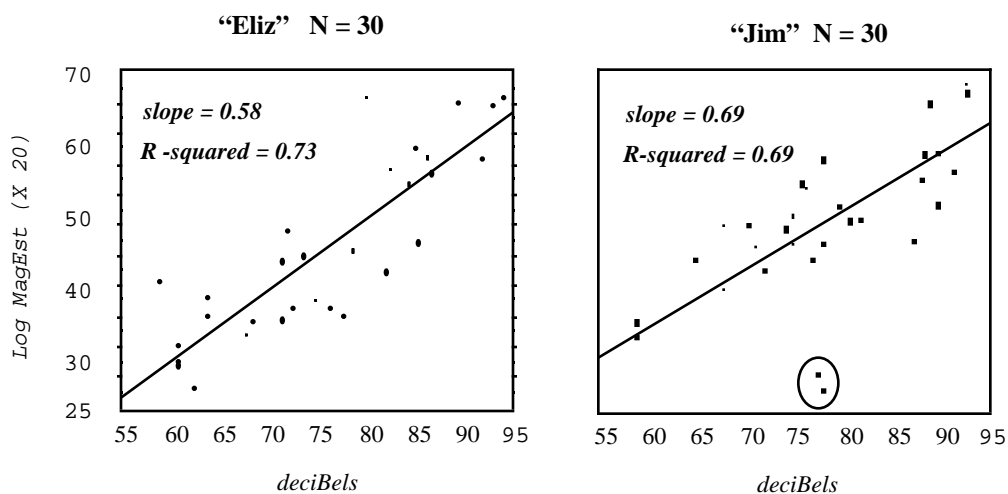 “Eliz” N = 30
slope = 0.58
R -squared = 0.73
Log MagEst (X 20)
70
60
50
40
30
25
55 60 70 75 80 85 90 95
deciBels
“Jim” N = 30
slope = 0.69
R-squared = 0.69
55 60 70 75 80 85 90 95
deciBels